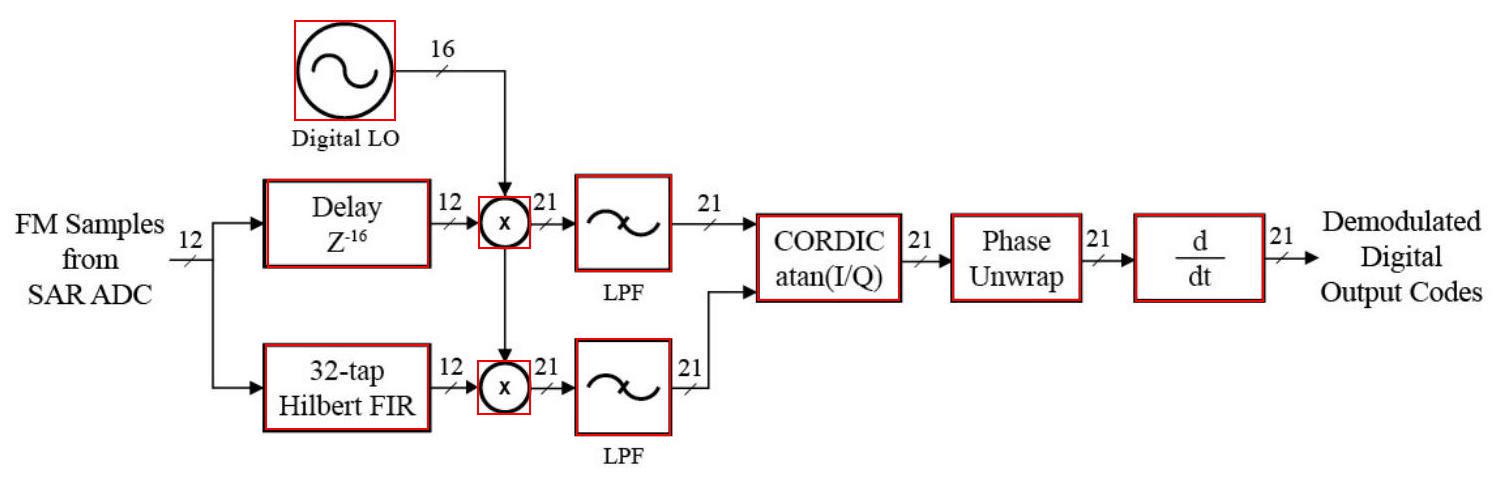 16
Digital LO
FM Samples
from
SAR ADC
12
Delay
Z-16
12
x
21
LPF
21
32-tap
Hilbert FIR
12
x
21
LPF
21
CORDIC
atan(I/Q)
21
Phase
Unwrap
21
d
dt
21
Demodulated
Digital
Output Codes